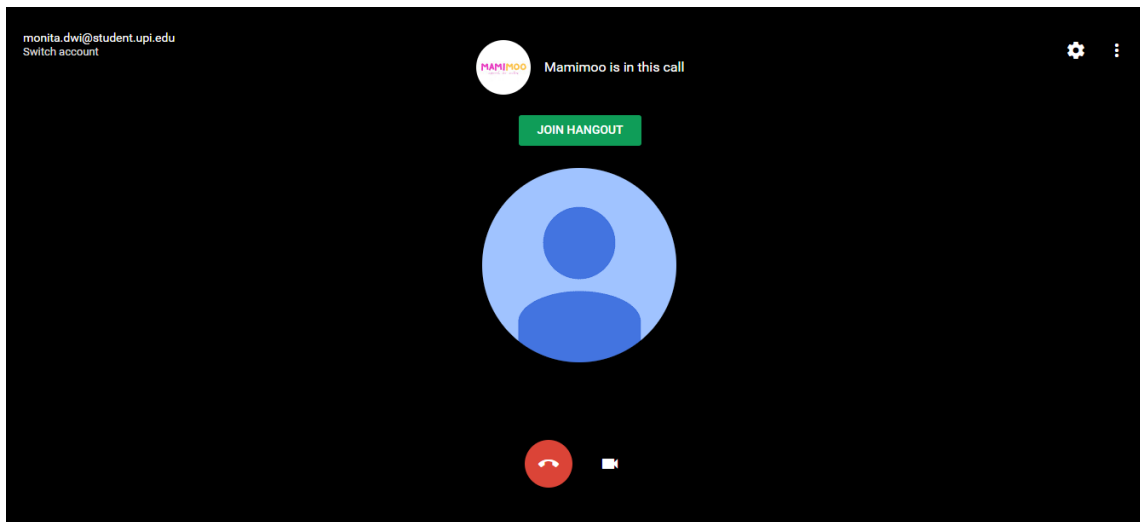 monita.dwi@student.upi.edu
Switch account
MAMIMOO
Mamimoo is in this call
JOIN HANGOUT